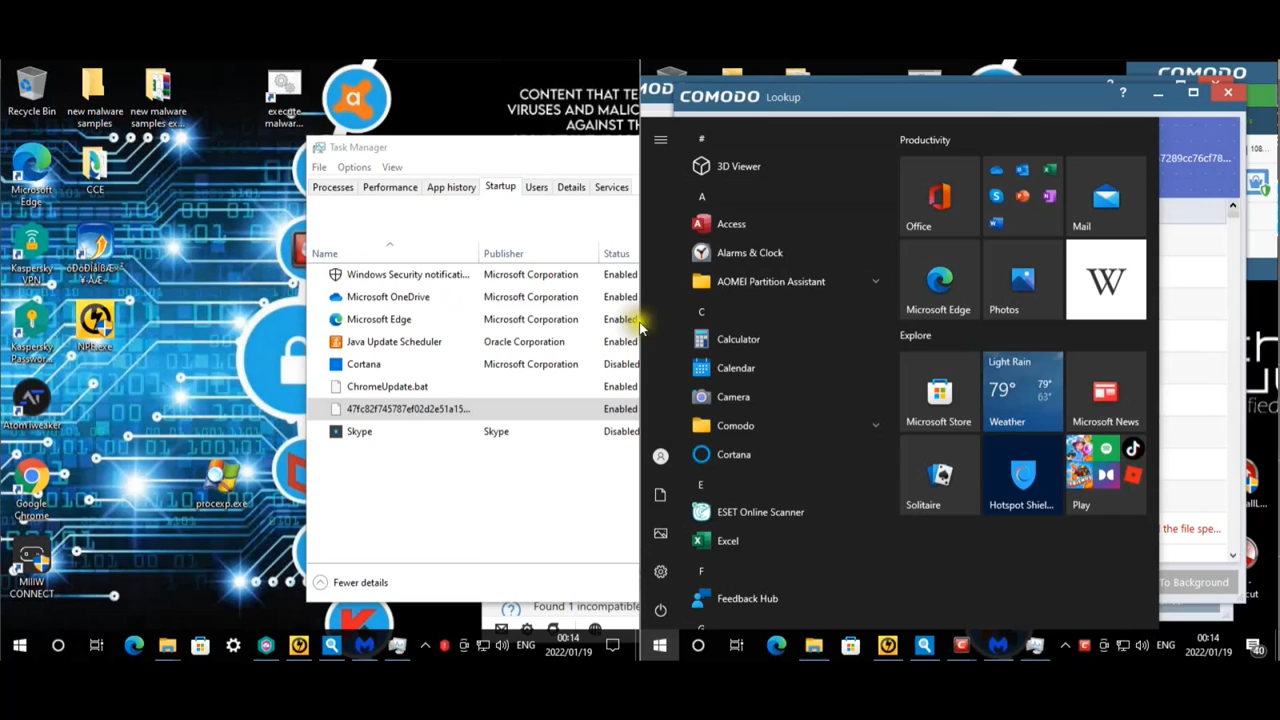 Recycle Bin
new malware
samples
new malware
samples ex...
execute
malwar...
CONTENT THAT TE
VIRUSES AND MALIC
AGAINST TH
Microsoft
Edge
CCE
Kaspersky
VPN
Kaspersky
Passwor...
NPE.exe
AtomTweaker
Google
Chrome
procexp.exe
MIIIW
CONNECT
Task Manager
File
Options
View
Processes
Performance
App history
Startup
Users
Details
Services
Name
Publisher
Status
Windows Security notificati...
Microsoft Corporation
Enabled
Microsoft OneDrive
Microsoft Corporation
Enabled
Microsoft Edge
Microsoft Corporation
Enabled
Java Update Scheduler
Oracle Corporation
Enabled
Cortana
Microsoft Corporation
Disabled
ChromeUpdate.bat
Enabled
47fc82f745787ef02d2e51a15...
Enabled
Skype
Skype
Disabled
Fewer details
Found 1 incompatible
ENG
00:14
2022/01/19
COMODO
MODO
COMODO Lookup
7289cc76cf78...
108...
#
3D Viewer
A
Access
Alarms & Clock
AOMEI Partition Assistant
C
Calculator
Calendar
Camera
Comodo
Cortana
E
ESET Online Scanner
Excel
F
Feedback Hub
Productivity
Office
Mail
Microsoft Edge
Photos
W
Explore
Microsoft Store
Light Rain
79°
79°
63°
Weather
Microsoft News
Solitaire
Hotspot Shiel...
Play
the file spe...
To Background
ENG
00:14
2022/01/19
40